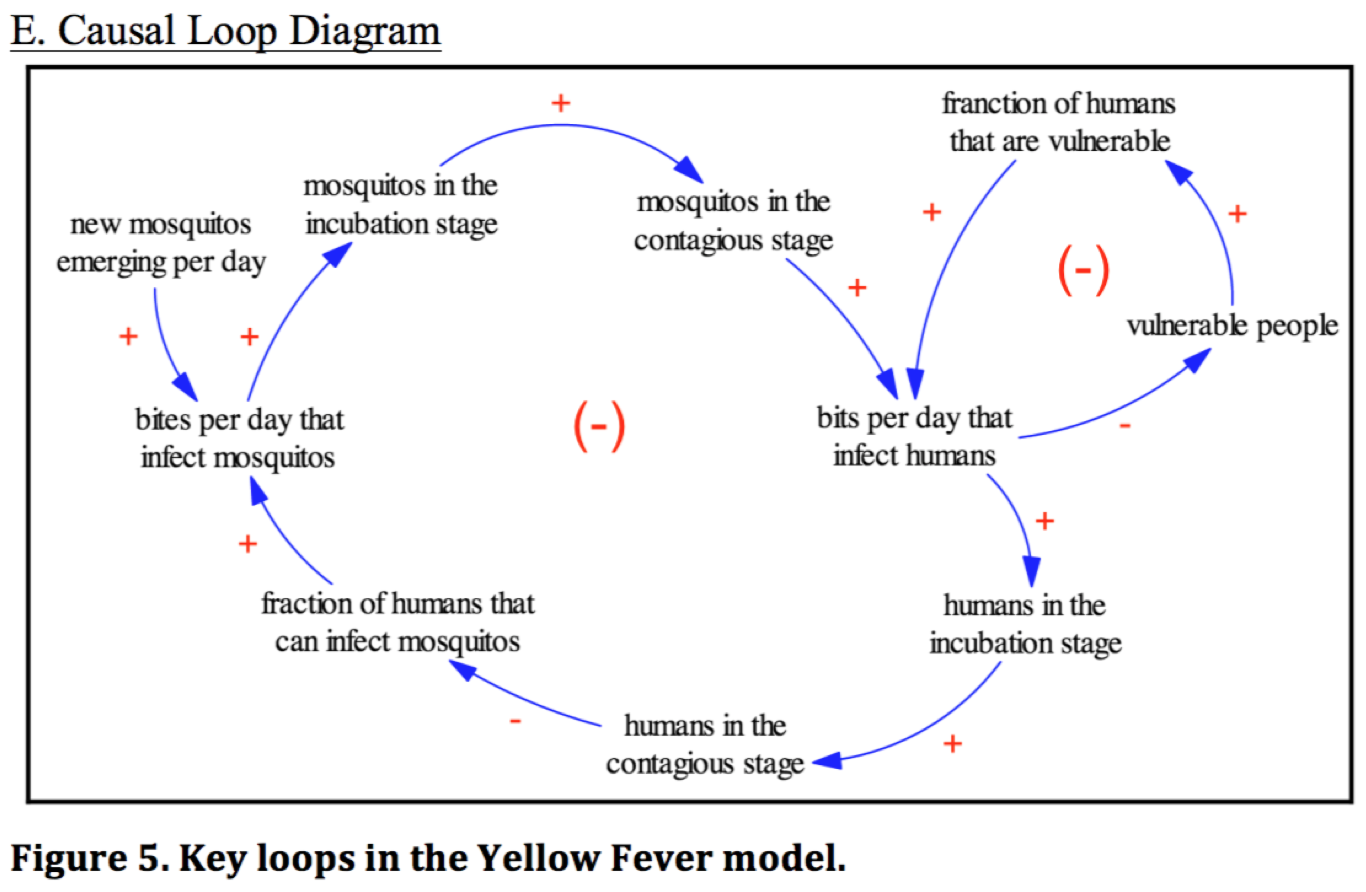 E. Causal Loop Diagram
+
franction of humans
that are vulnerable
mosquitos in the
incubation stage
mosquitos in the
contagious stage
new mosquitos
emerging per day
+
+
(-)
+
vulnerable people
+
+
bites per day that
infect mosquitos
(-)
bits per day that
infect humans
-
+
+
fraction of humans that
can infect mosquitos
humans in the
incubation stage
-
humans in the
contagious stage
+
Figure 5. Key loops in the Yellow Fever model.